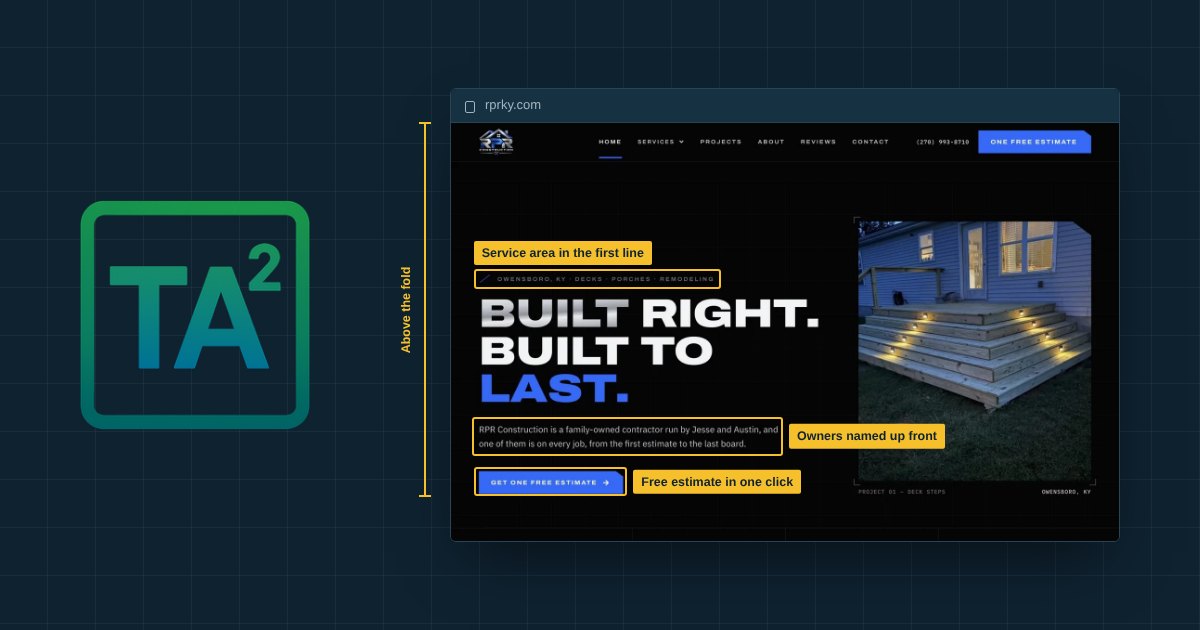 TA2
Above the fold
rprky.com
RPR
CONSTRUCTION
HOME SERVICES PROJECTS ABOUT REVIEWS CONTACT (270) 993-8710 ONE FREE ESTIMATE
Service area in the first line
OWENSBORO, KY · DECKS · PORCHES · REMODELING
BUILT RIGHT.
BUILT TO
LAST.
RPR Construction is a family-owned contractor run by Jesse and Austin, and
one of them is on every job, from the first estimate to the last board.
Owners named up front
GET ONE FREE ESTIMATE →
Free estimate in one click
PROJECT 01 — DECK STEPS OWENSBORO, KY